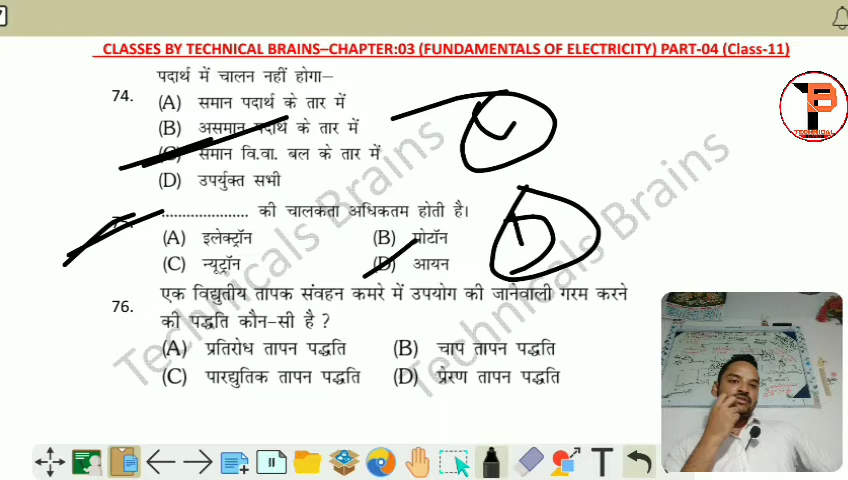 CLASSES BY TECHNICAL BRAINS–CHAPTER:03 (FUNDAMENTALS OF ELECTRICITY) PART-04 (Class-11)
पदार्थ में चालन नहीं होगा–
74. (A) समान पदार्थ के तार में
(B) असमान पदार्थ के तार में
(C) समान वि.वा. बल के तार में
(D) उपर्युक्त सभी
..................... की चालकता अधिकतम होती है।
(A) इलेक्ट्रॉन (B) प्रोटॉन
(C) न्यूट्रॉन (D) आयन
76. एक विद्युतीय तापक संवहन कमरे में उपयोग की जानेवाली गरम करने
की पद्धति कौन-सी है ?
(A) प्रतिरोध तापन पद्धति (B) चाप तापन पद्धति
(C) पारद्युतिक तापन पद्धति (D) प्रेरण तापन पद्धति
Technicals Brains
Technicals Brains
TECHNICAL
BRAINS